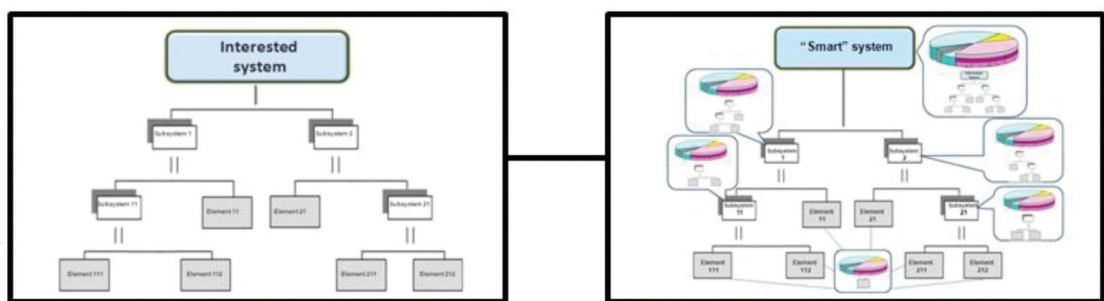 Interested
system
Subsystem 1
Subsystem 2
Subsystem 11
Element 11
Element 21
Subsystem 21
Element 111
Element 112
Element 211
Element 212
“Smart” system
Interested
System
Subsystem
1
Subsystem
2
Subsystem
11
Element
11
Element
21
Subsystem
21
Element
111
Element
112
Element
211
Element
212